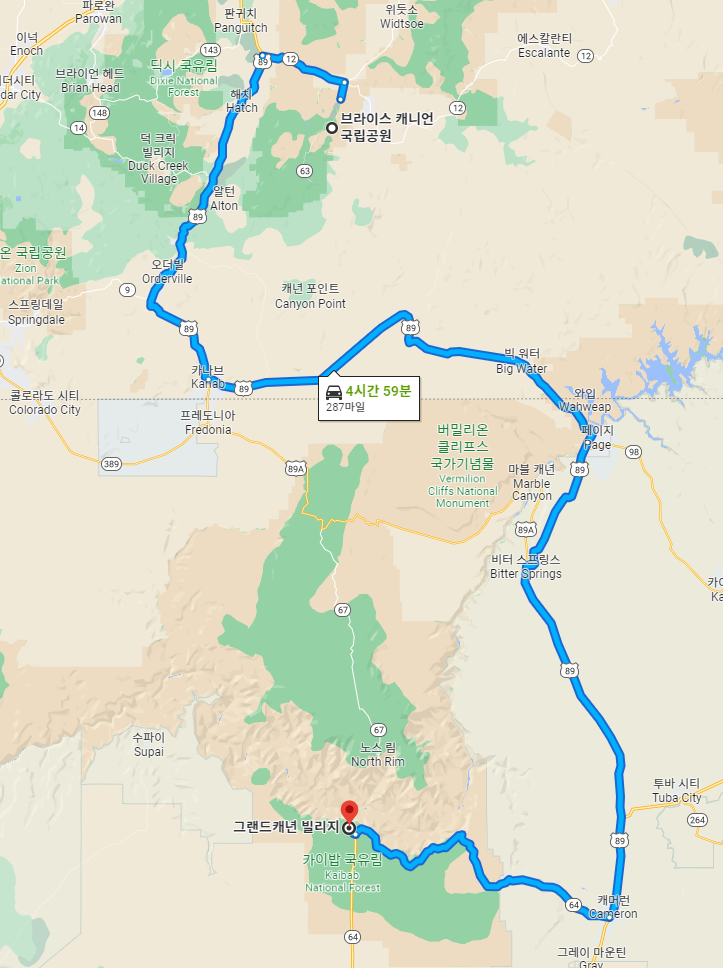 파로완
Parowan
판귀치
Panguitch
위듯소
Widtsoe
이넉
Enoch
에스칼란티
Escalante
143
89
12
12
딕시 국유림
Dixie National
Forest
브라이언 헤드
Brian Head
더시티
dar City
해치
Hatch
148
14
12
브라이스 캐니언
국립공원
덕 크릭
빌리지
Duck Creek
Village
63
알턴
Alton
89
온 국립공원
Zion
ational Park
오더빌
Orderville
9
캐년 포인트
Canyon Point
스프링데일
Springdale
89
89
빅 워터
Big Water
카나브
Kanab
89
4시간 59분
287마일
콜로라도 시티
Colorado City
와입
Wahweap
프레도니아
Fredonia
버밀리온
클리프스
국가기념물
Vermilion
Cliffs National
Monument
페이지
Page
98
389
89A
마블 캐년
Marble
Canyon
89
89A
비터 스프링스
Bitter Springs
카이
Ka
67
89
67
수파이
Supai
노스 림
North Rim
투바 시티
Tuba City
264
그랜드캐년 빌리지
89
카이밥 국유림
Kaibab
National Forest
64
캐머런
Cameron
64
그레이 마운틴
Gray